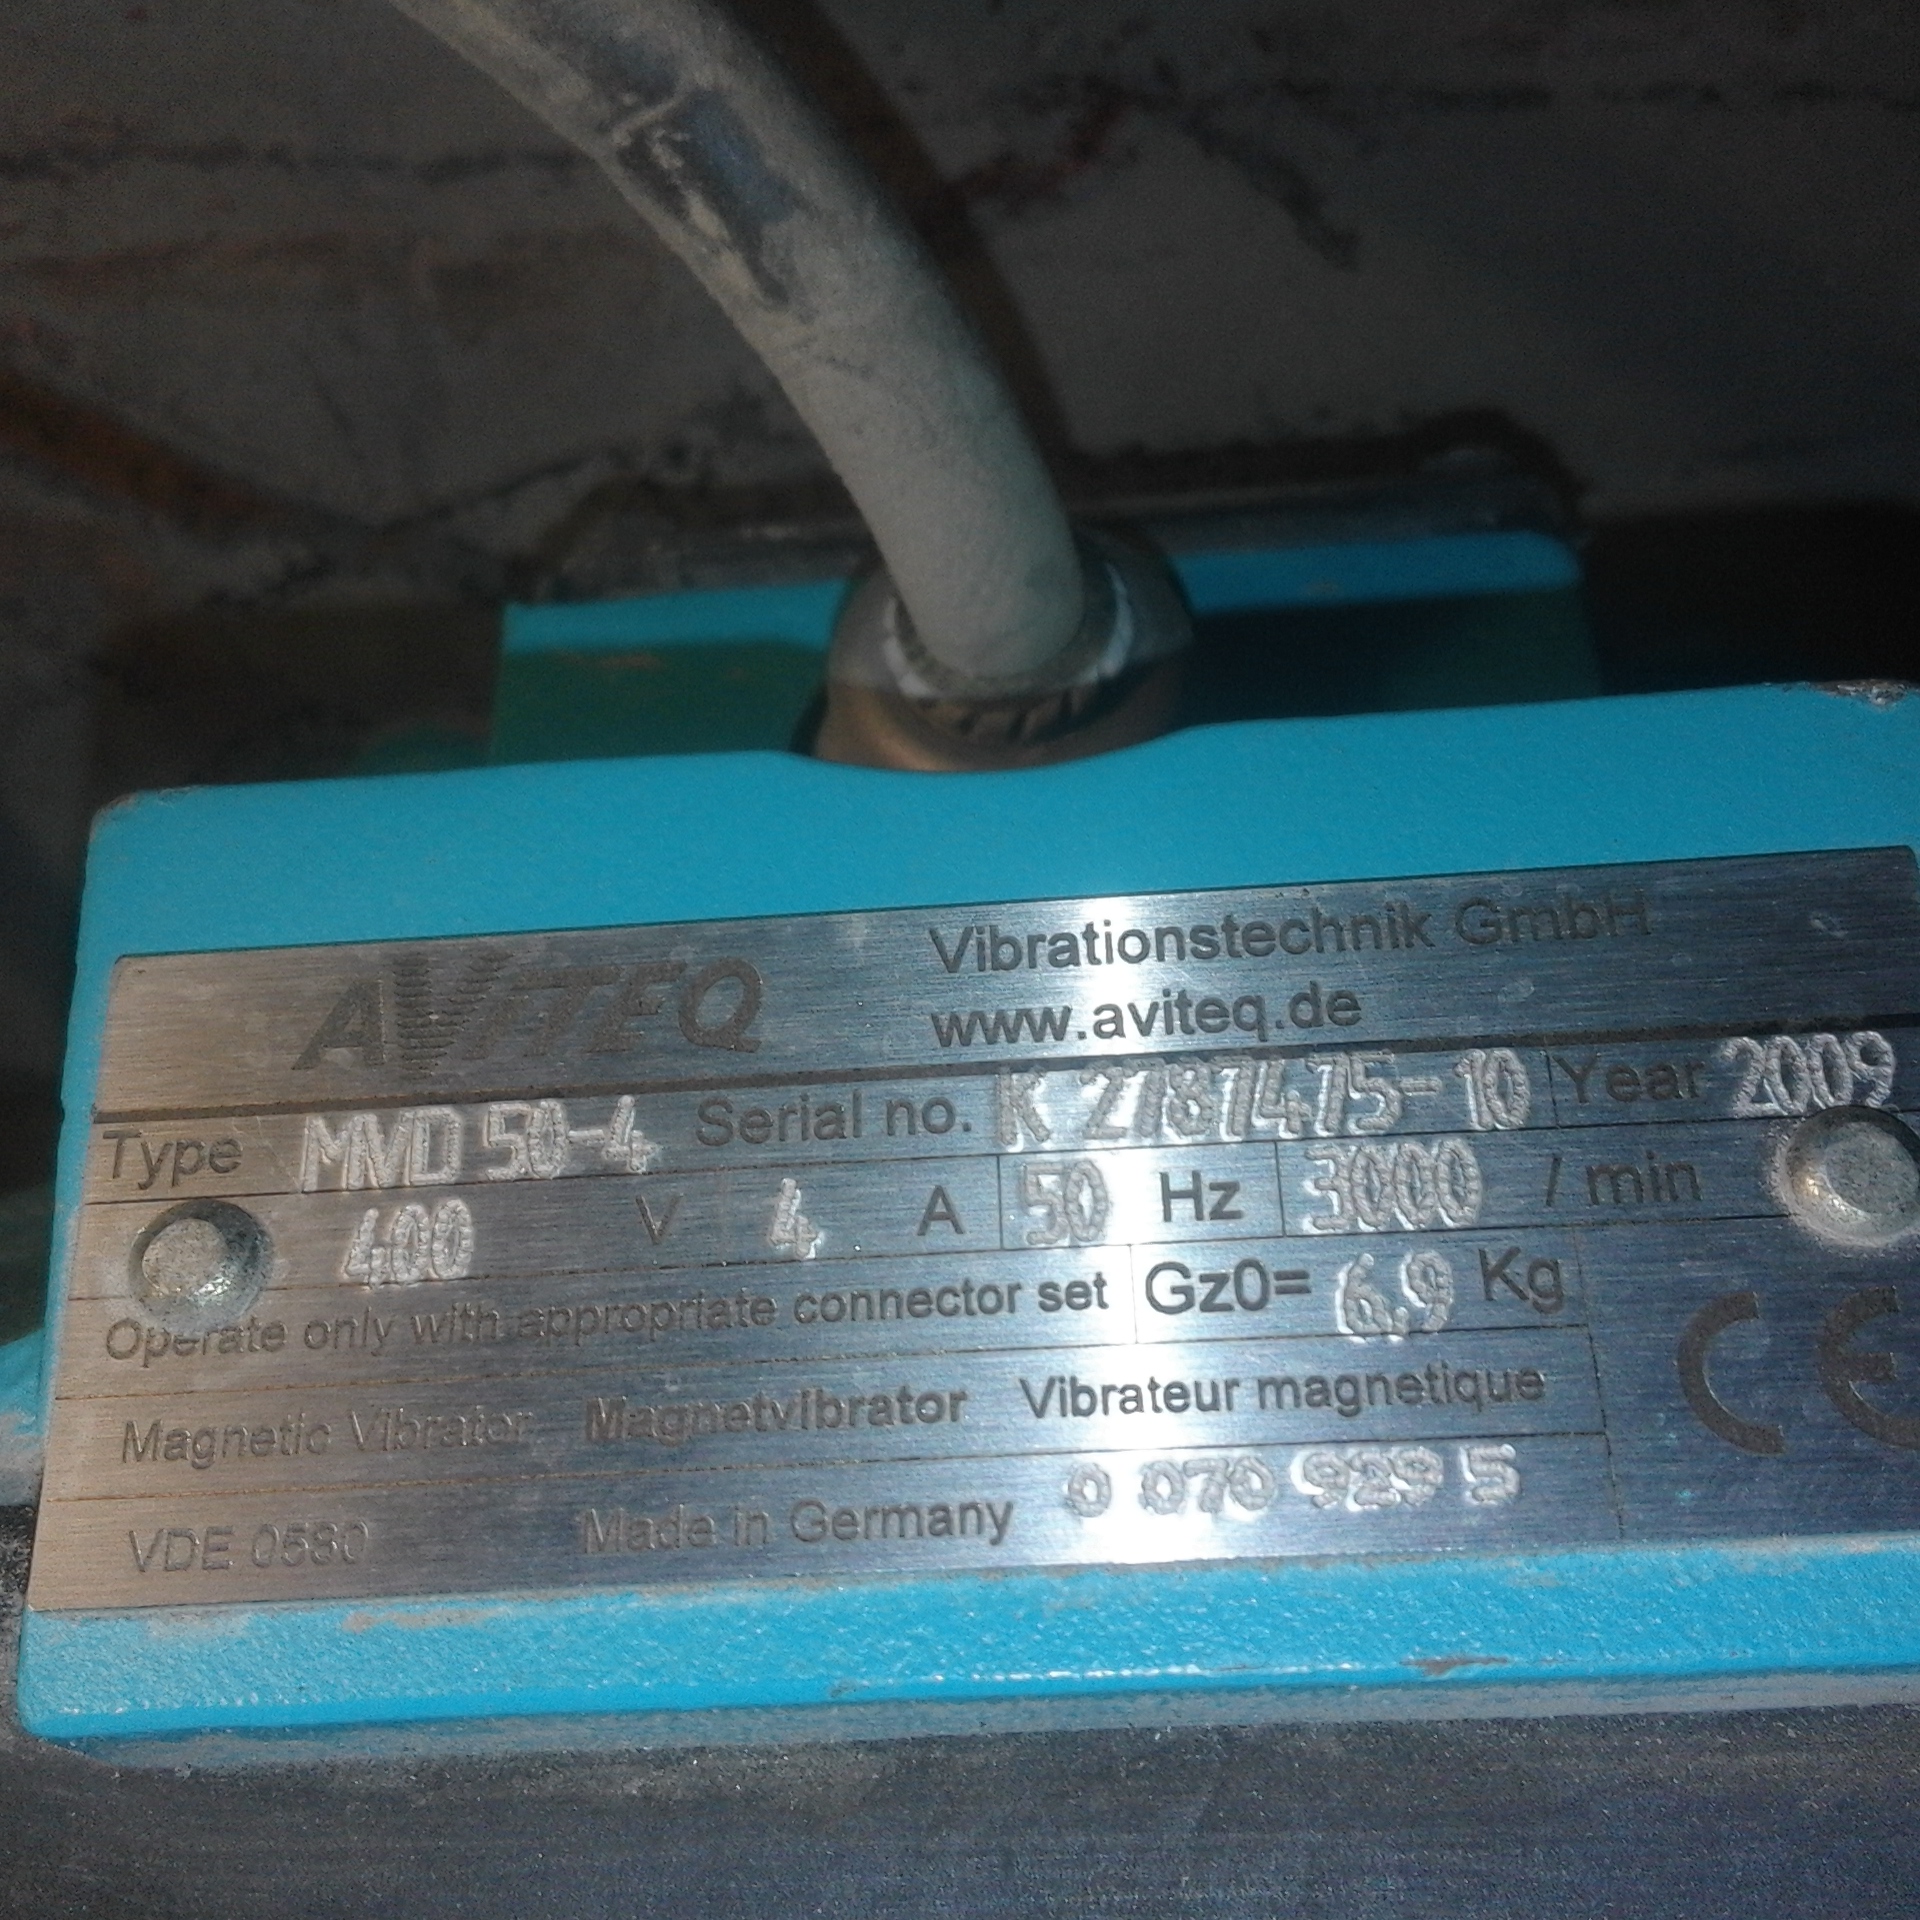 AVITEQ
Vibrationstechnik GmbH
www.aviteq.de
Type MVD 50-4 Serial no. K 2787475-10 Year 2009
400 V 4 A 50 Hz 3000 / min
Operate only with appropriate connector set Gz0= 6,9 Kg
Magnetic Vibrator Magnetvibrator Vibrateur magnetique
VDE 0580 Made in Germany 0 070 929 5
CE